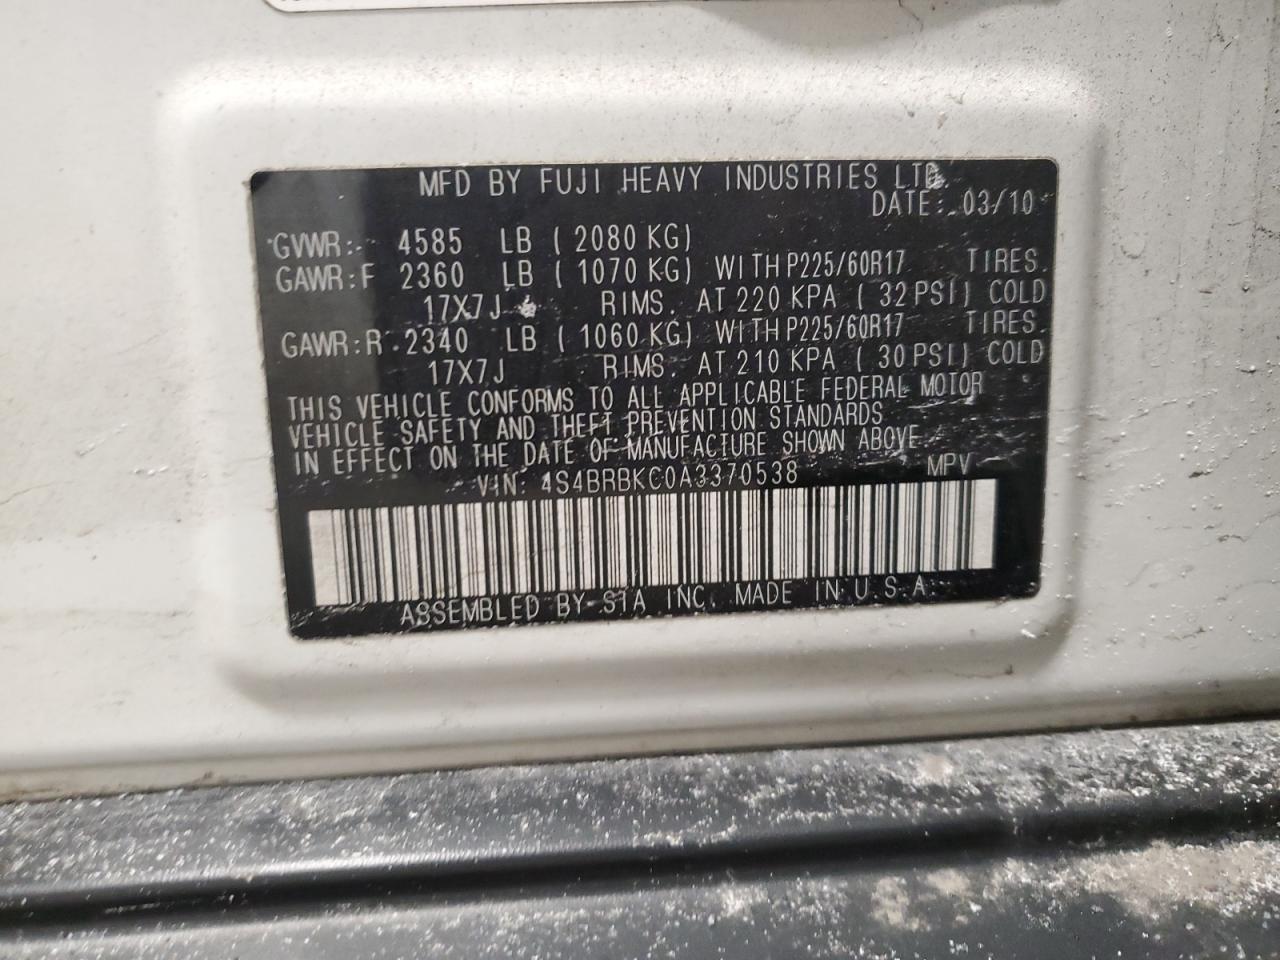 MFD BY FUJI HEAVY INDUSTRIES LTD.
DATE: 03/10
GVWR: 4585 LB ( 2080 KG)
GAWR:F 2360 LB ( 1070 KG) WITH P225/60R17 TIRES.
17X7J RIMS. AT 220 KPA ( 32 PSI) COLD
GAWR:R 2340 LB ( 1060 KG) WITH P225/60R17 TIRES.
17X7J RIMS. AT 210 KPA ( 30 PSI) COLD
THIS VEHICLE CONFORMS TO ALL APPLICABLE FEDERAL MOTOR
VEHICLE SAFETY AND THEFT PREVENTION STANDARDS
IN EFFECT ON THE DATE OF MANUFACTURE SHOWN ABOVE.
VIN: 4S4BRBKC0A3370538 MPV
ASSEMBLED BY SIA INC. MADE IN U.S.A.